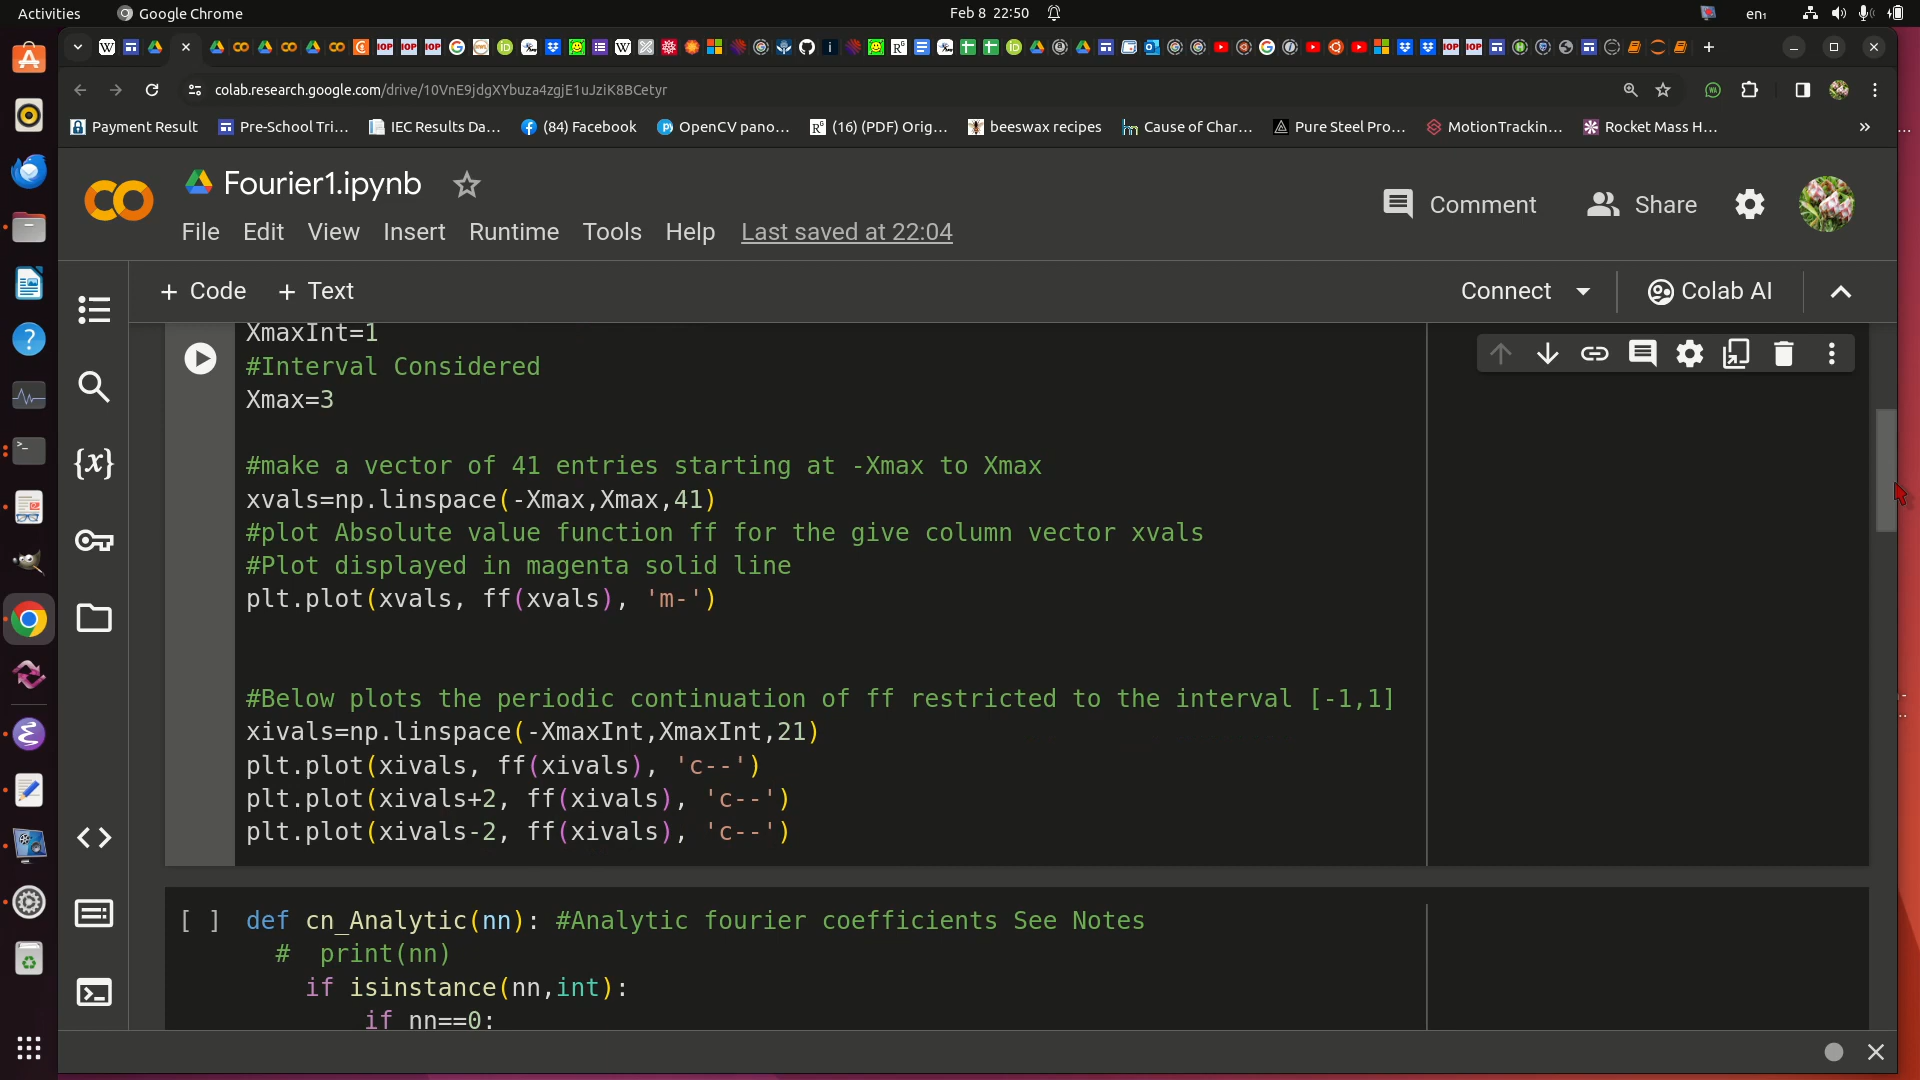 Activities
Google Chrome
Feb 8 22:50
en₁
colab.research.google.com/drive/10VnE9jdgXYbuza4zgjE1uJziK8BCetyr
Payment Result
Pre-School Tri...
IEC Results Da...
(84) Facebook
OpenCV pano...
(16) (PDF) Orig...
beeswax recipes
Cause of Char...
Pure Steel Pro...
MotionTrackin...
Rocket Mass H...
Fourier1.ipynb
Comment
Share
File Edit View Insert Runtime Tools Help Last saved at 22:04
+ Code + Text
Connect
Colab AI
XmaxInt=1
#Interval Considered
Xmax=3
#make a vector of 41 entries starting at -Xmax to Xmax
xvals=np.linspace(-Xmax,Xmax,41)
#plot Absolute value function ff for the give column vector xvals
#Plot displayed in magenta solid line
plt.plot(xvals, ff(xvals), 'm-')
#Below plots the periodic continuation of ff restricted to the interval [-1,1]
xivals=np.linspace(-XmaxInt,XmaxInt,21)
plt.plot(xivals, ff(xivals), 'c--')
plt.plot(xivals+2, ff(xivals), 'c--')
plt.plot(xivals-2, ff(xivals), 'c--')
[ ] def cn_Analytic(nn): #Analytic fourier coefficients See Notes
# print(nn)
if isinstance(nn,int):
if nn==0: